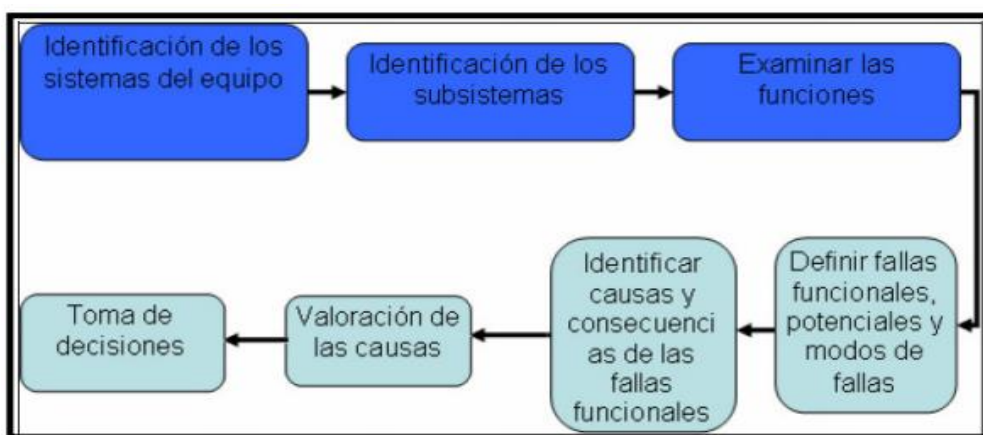 Identificación de los
sistemas del equipo
Identificación de los
subsistemas
Examinar las
funciones
Definir fallas
funcionales,
potenciales y
modos de
fallas
Identificar
causas y
consecuenci
as de las
fallas
funcionales
Valoración de
las causas
Toma de
decisiones